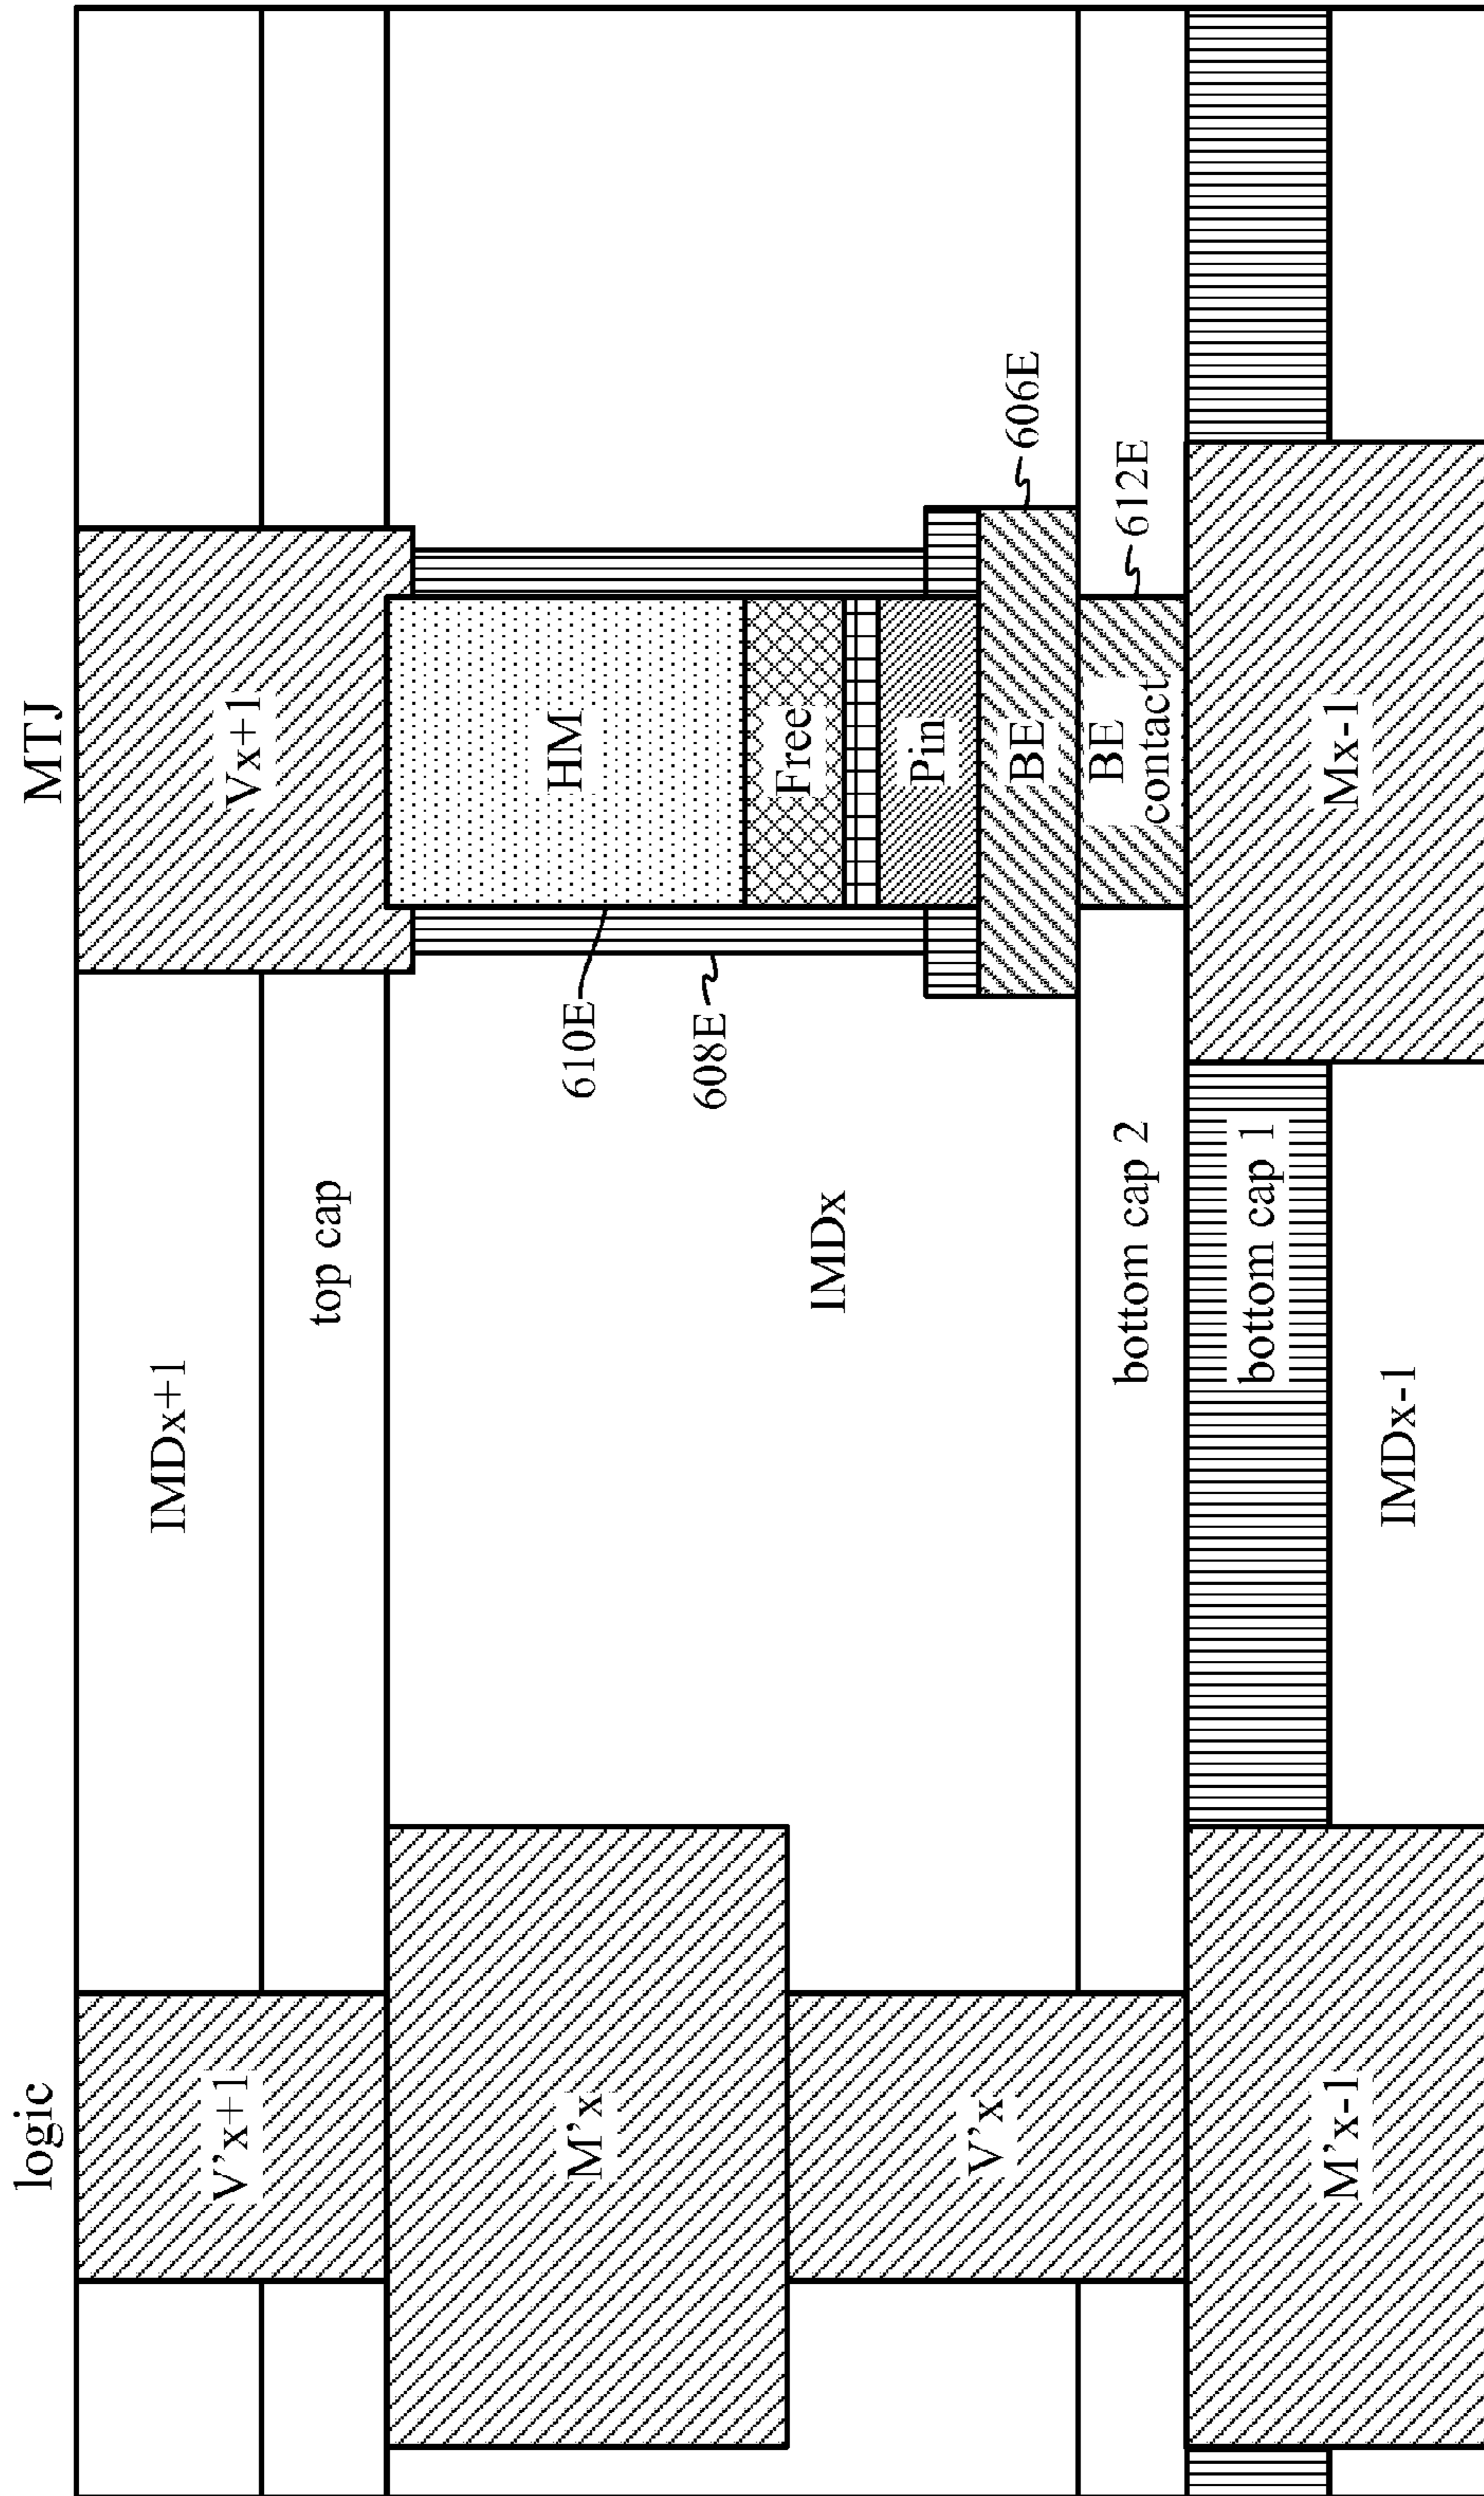 logic
MTJ
V'x+1
IMDx+1
Vx+1
top cap
M'x
610E
HM
608E
Free
IMDx
Pin
V'x
BE
606E
bottom cap 2
BE
contact
612E
bottom cap 1
M'x-1
IMDx-1
Mx-1